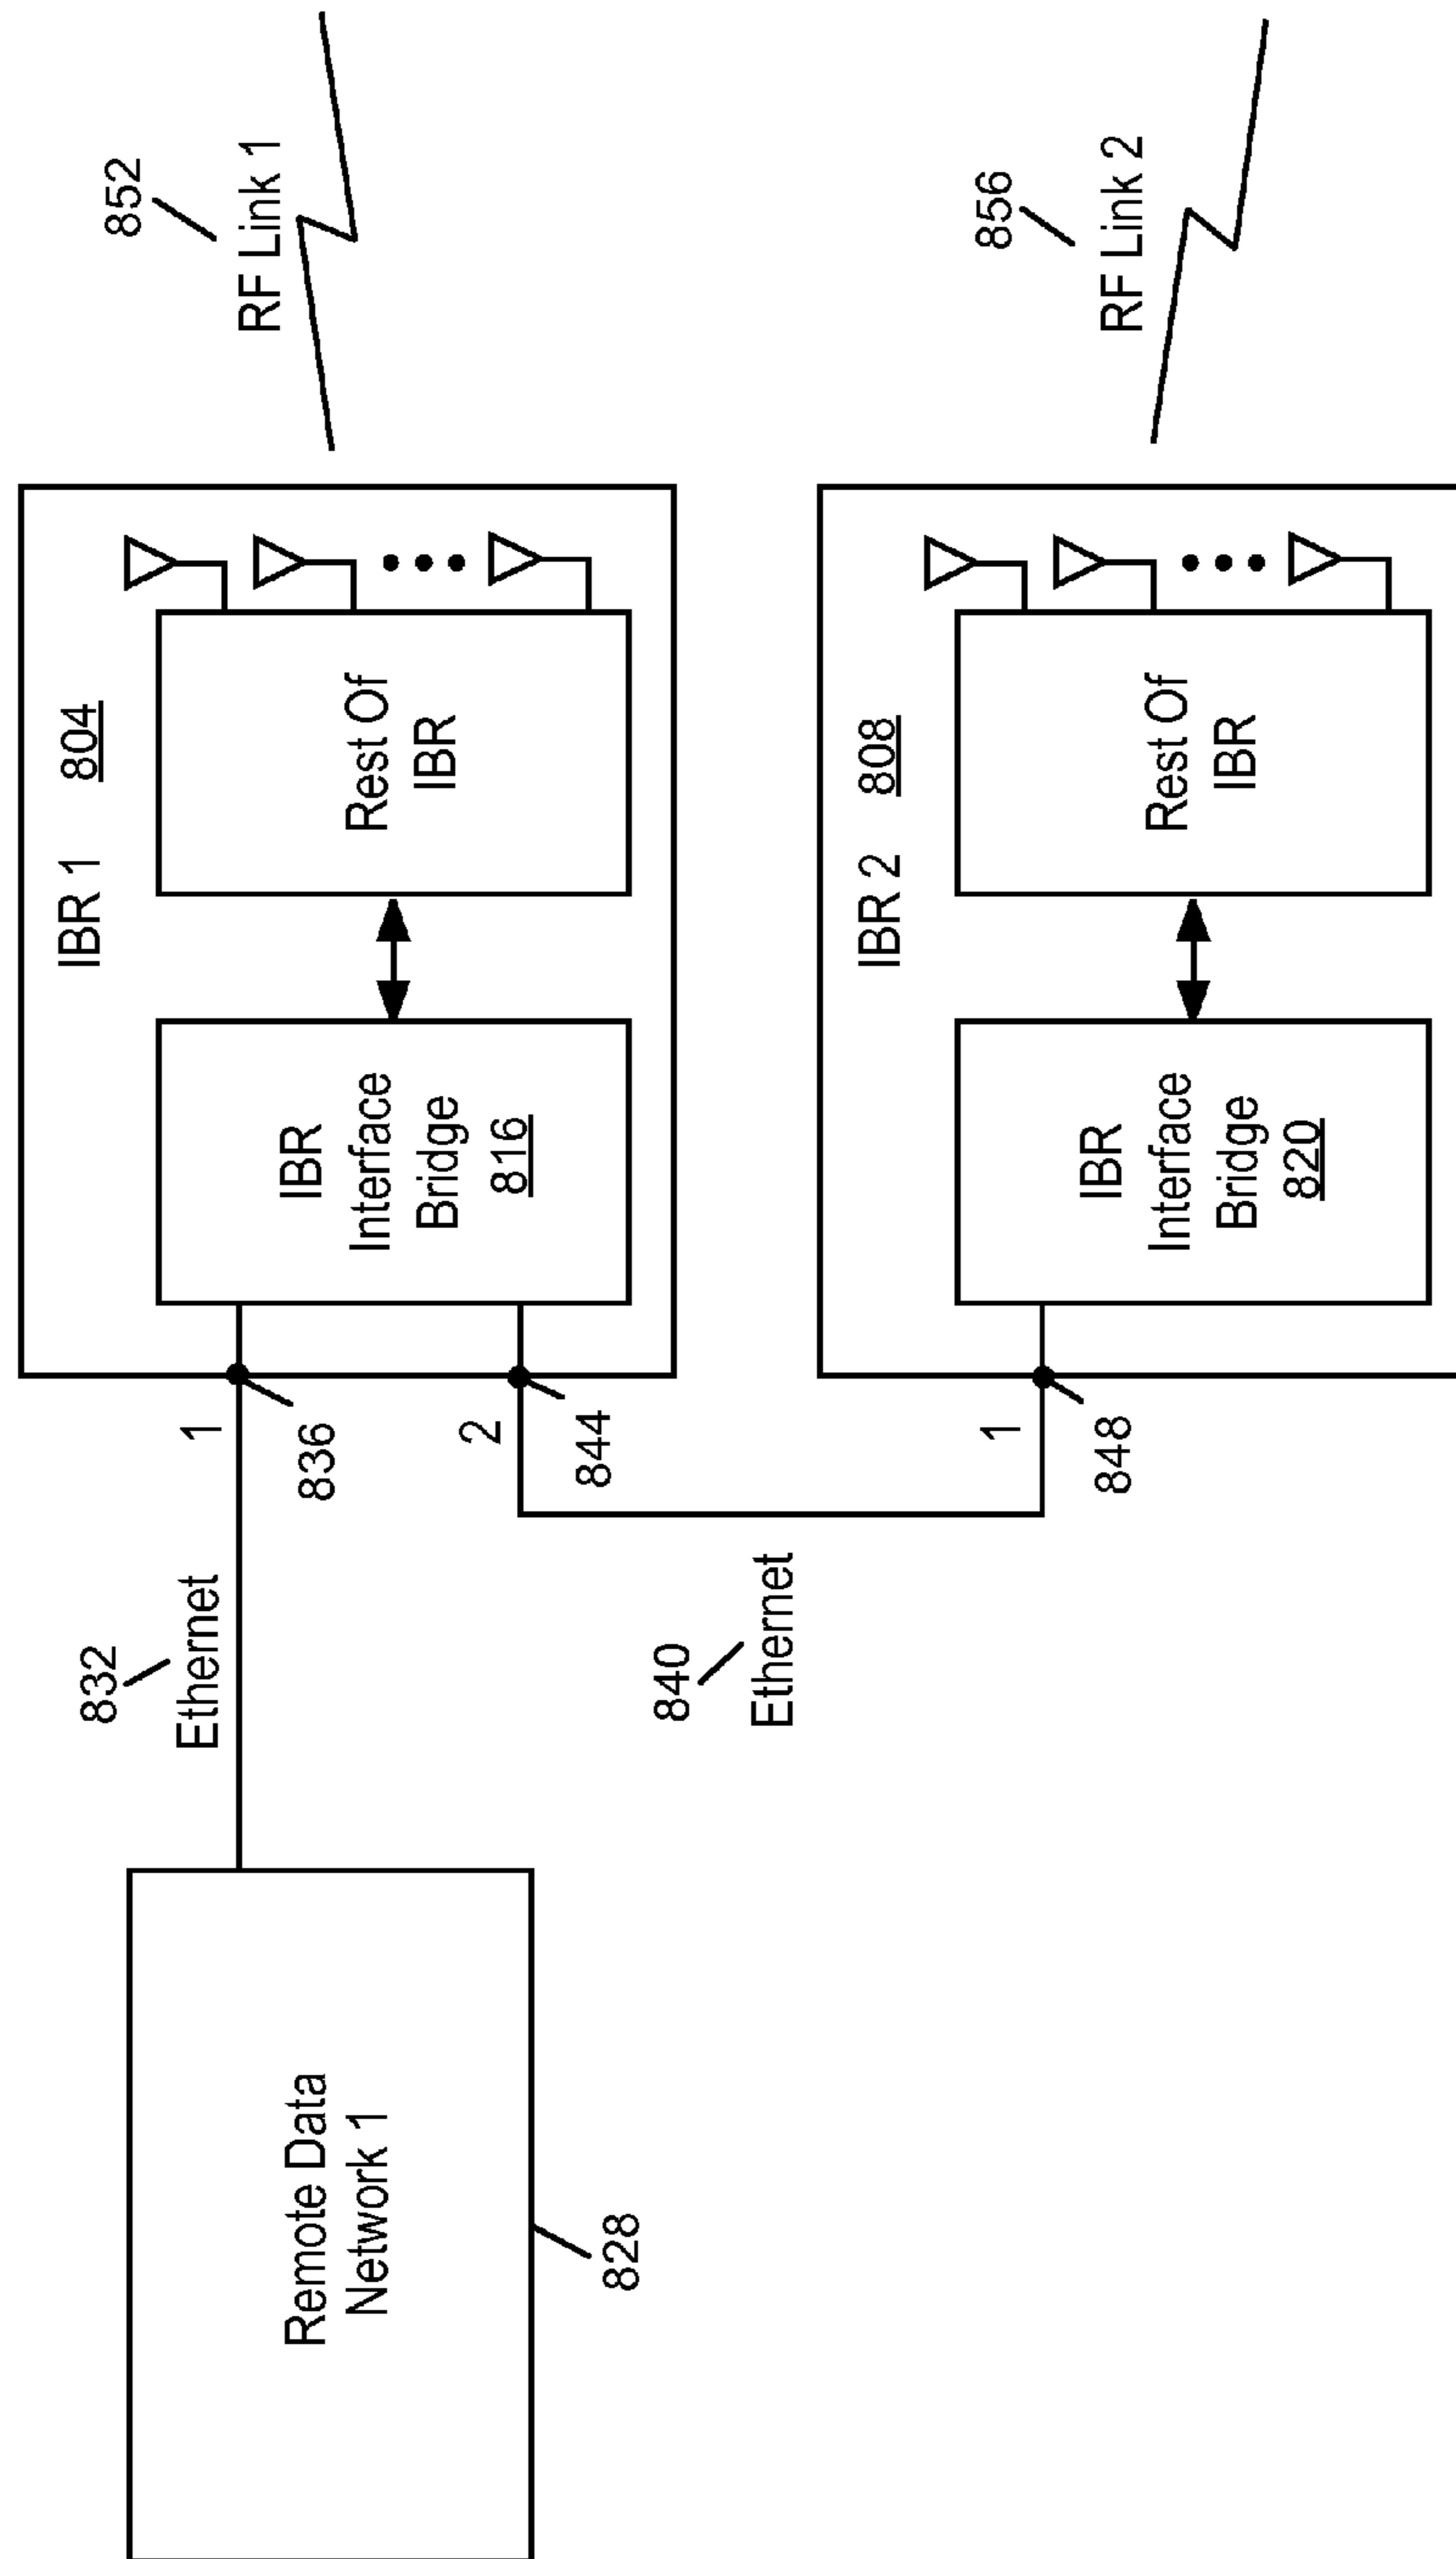 852
RF Link 1
856
RF Link 2
IBR 1 804
Rest Of
IBR
IBR
Interface
Bridge
816
IBR 2 808
Rest Of
IBR
IBR
Interface
Bridge
820
1
836
2
844
1
848
832
Ethernet
840
Ethernet
Remote Data
Network 1
828